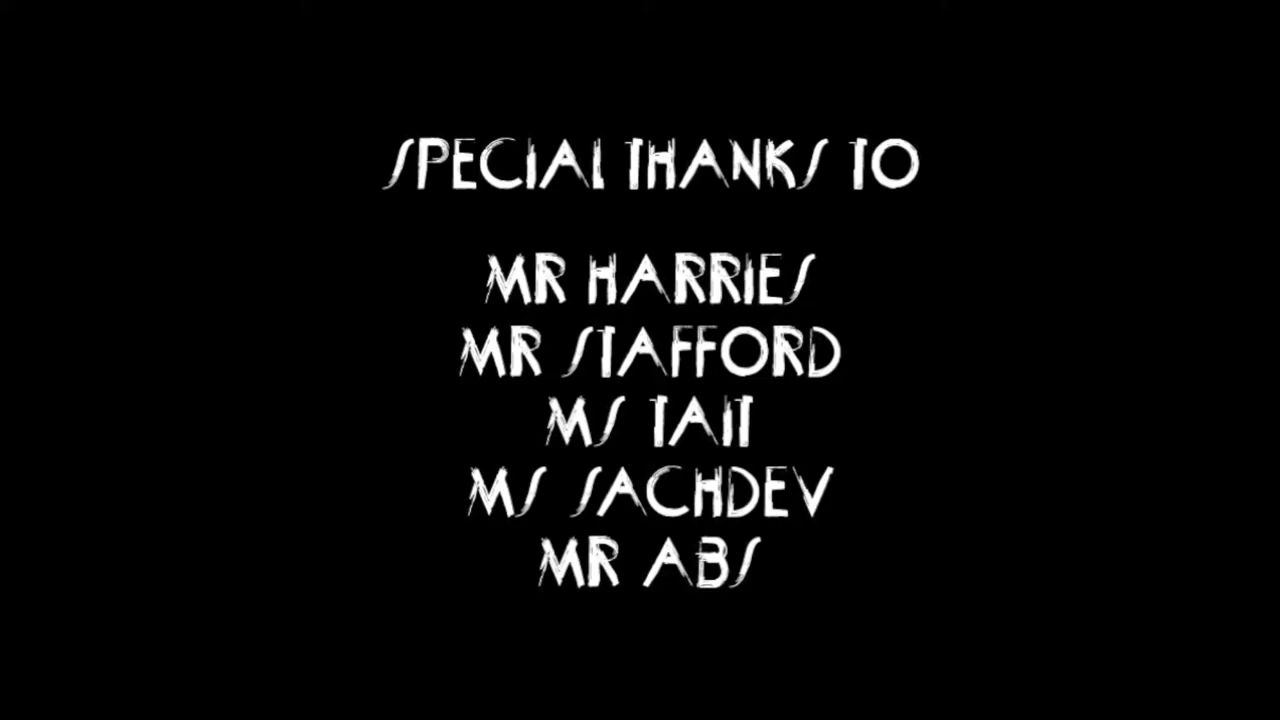 SPECIAL THANKS TO
MR HARRIES
MR STAFFORD
MS TAIT
MS SACHDEV
MR ABS